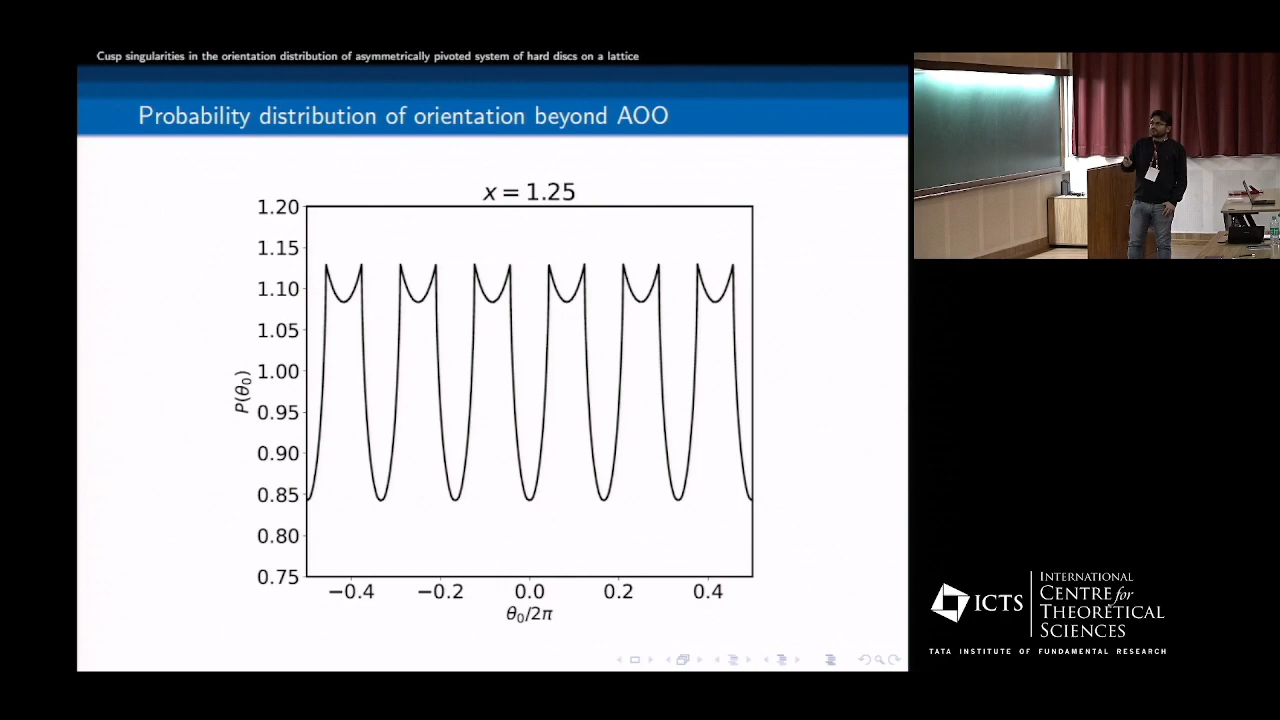 Cusp singularities in the orientation distribution of asymmetrically pivoted system of hard discs on a lattice
Probability distribution of orientation beyond AOO
x = 1.25
1.20
1.15
1.10
1.05
1.00
0.95
0.90
0.85
0.80
0.75
P(θ₀)
−0.4 −0.2 0.0 0.2 0.4
θ₀/2π
ICTS
INTERNATIONAL
CENTRE for
THEORETICAL
SCIENCES
TATA INSTITUTE OF FUNDAMENTAL RESEARCH